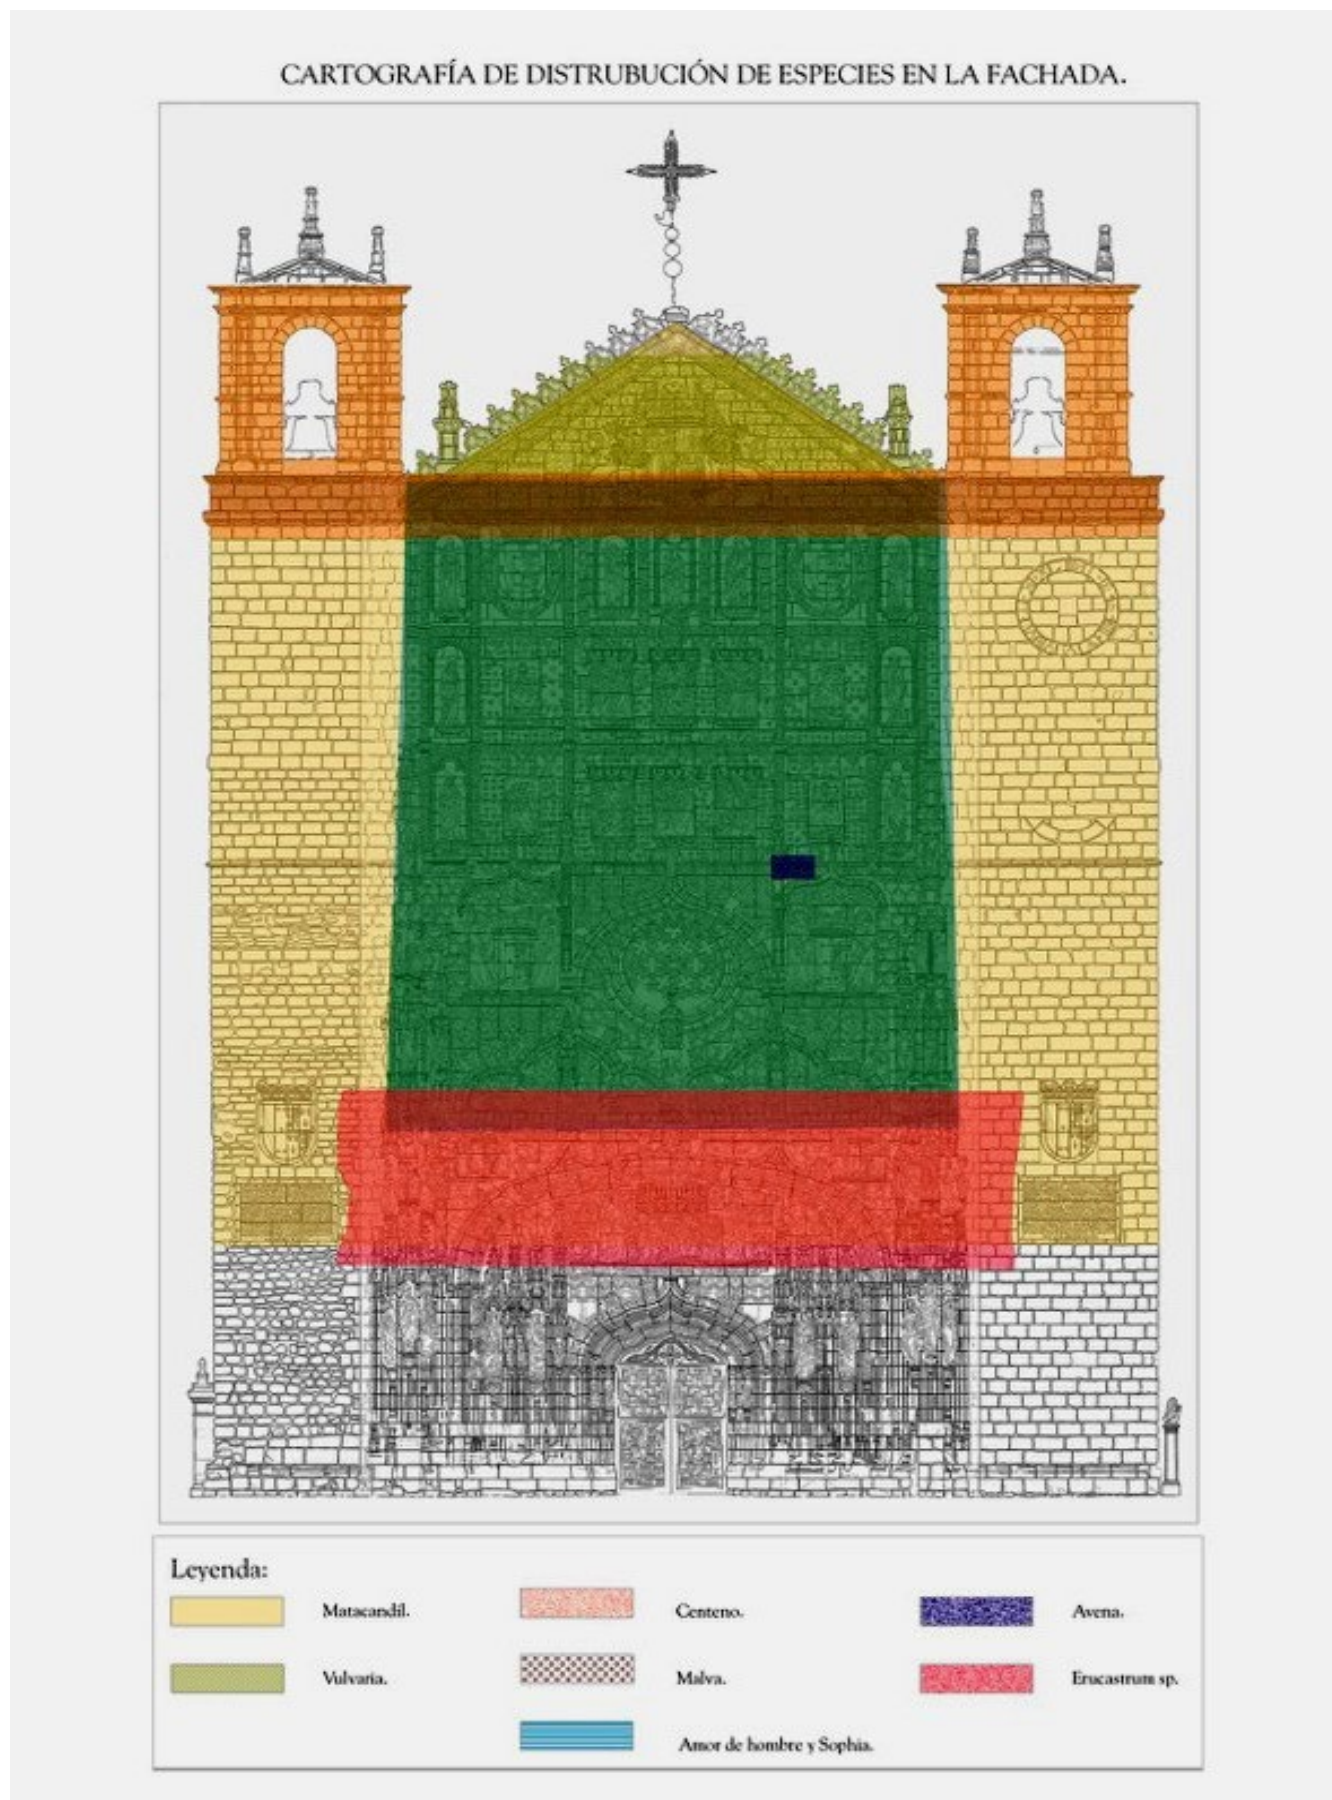 CARTOGRAFÍA DE DISTRUBUCIÓN DE ESPECIES EN LA FACHADA.
Leyenda:
Matacandil. Centeno. Avena.
Vulvaria. Malva. Erucastrum sp.
Amor de hombre y Sophia.